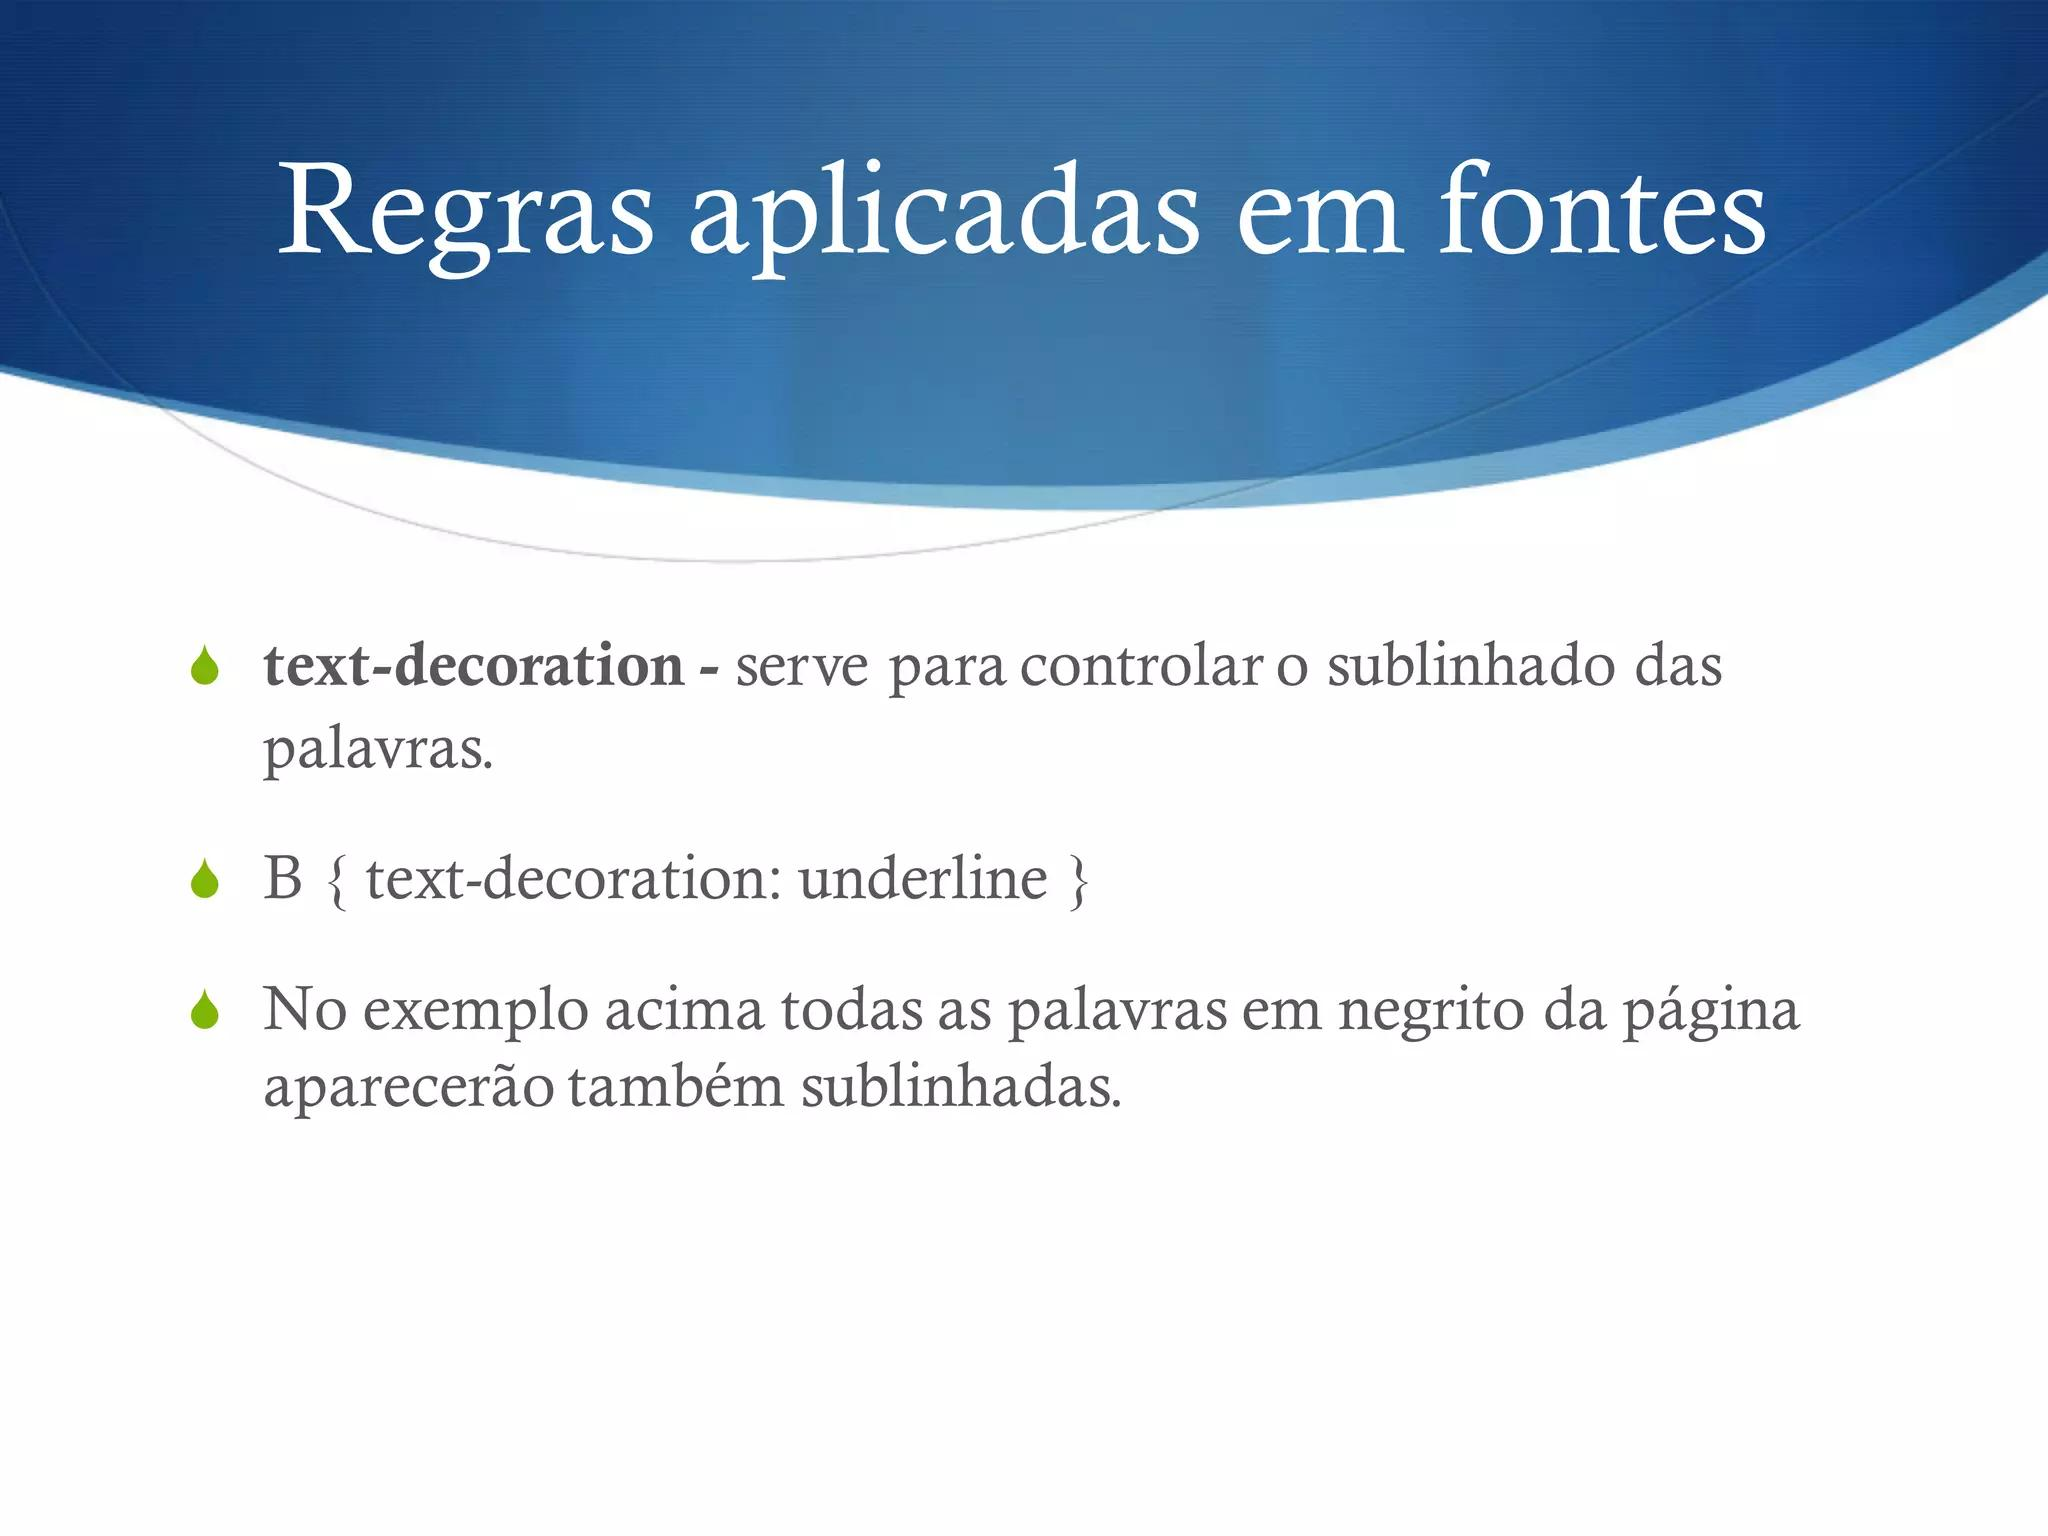 Regras aplicadas em fontes
text-decoration - serve para controlar o sublinhado das
palavras.
B { text-decoration: underline }
No exemplo acima todas as palavras em negrito da página
aparecerão também sublinhadas.